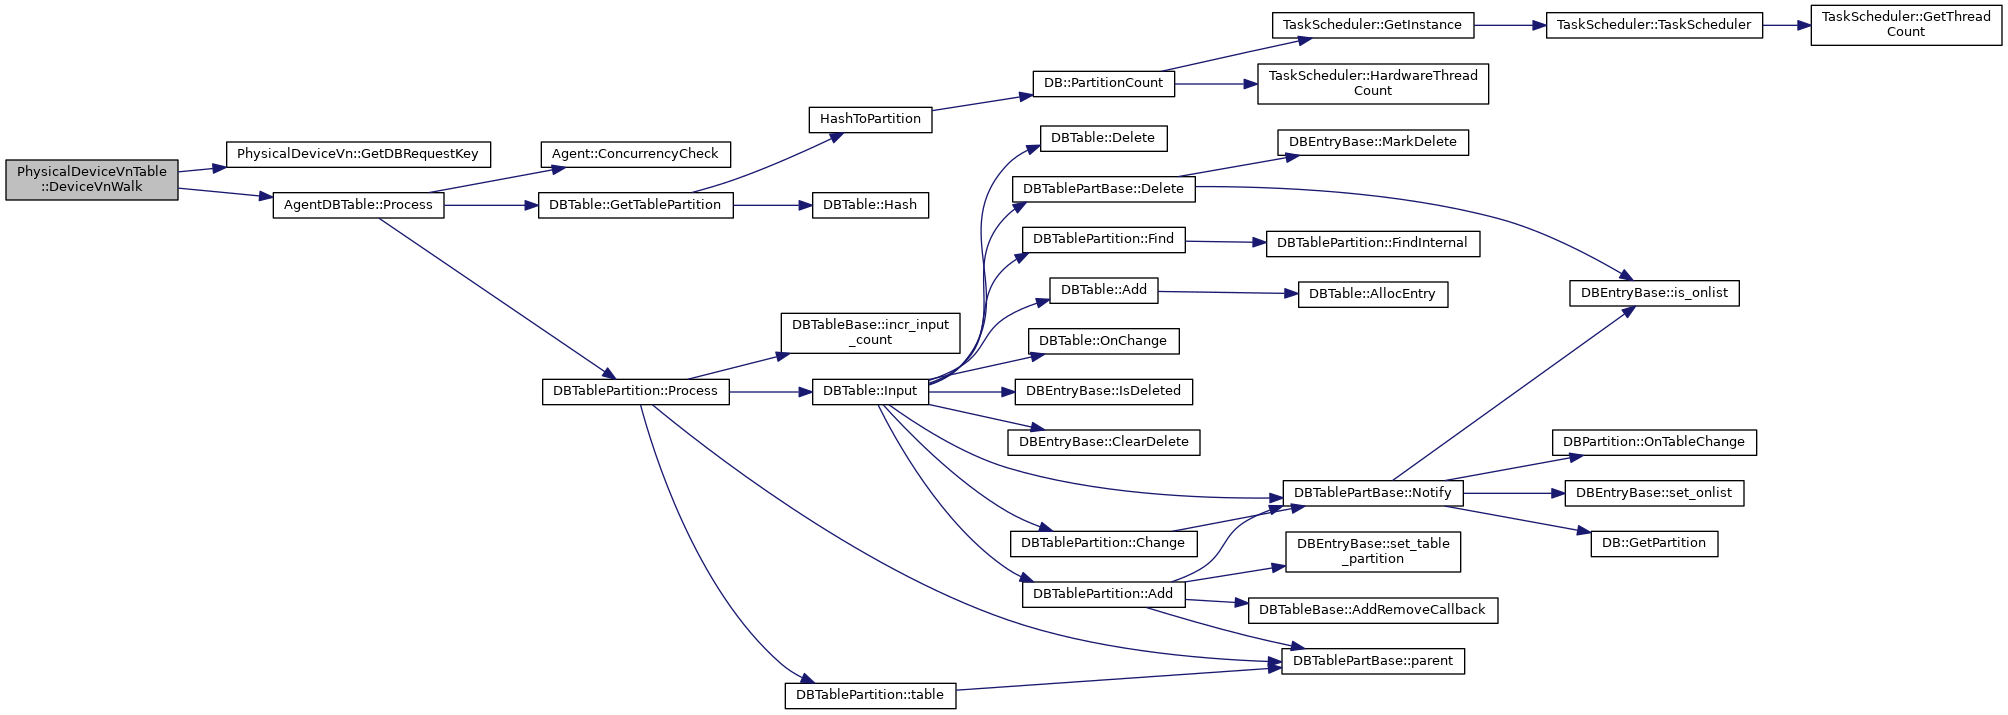 PhysicalDeviceVnTable
::DeviceVnWalk
PhysicalDeviceVn::GetDBRequestKey
AgentDBTable::Process
Agent::ConcurrencyCheck
DBTable::GetTablePartition
DBTablePartition::Process
HashToPartition
DBTable::Hash
DBTableBase::incr_input
_count
DBTable::Input
DBTablePartition::table
DB::PartitionCount
DBTable::Delete
DBTablePartBase::Delete
DBTablePartition::Find
DBTable::Add
DBTable::OnChange
DBEntryBase::IsDeleted
DBEntryBase::ClearDelete
DBTablePartition::Change
DBTablePartition::Add
TaskScheduler::GetInstance
TaskScheduler::HardwareThread
Count
DBEntryBase::MarkDelete
DBTablePartition::FindInternal
DBTable::AllocEntry
DBTablePartBase::Notify
DBEntryBase::set_table
_partition
DBTableBase::AddRemoveCallback
DBTablePartBase::parent
TaskScheduler::TaskScheduler
DBEntryBase::is_onlist
DBPartition::OnTableChange
DBEntryBase::set_onlist
DB::GetPartition
TaskScheduler::GetThread
Count